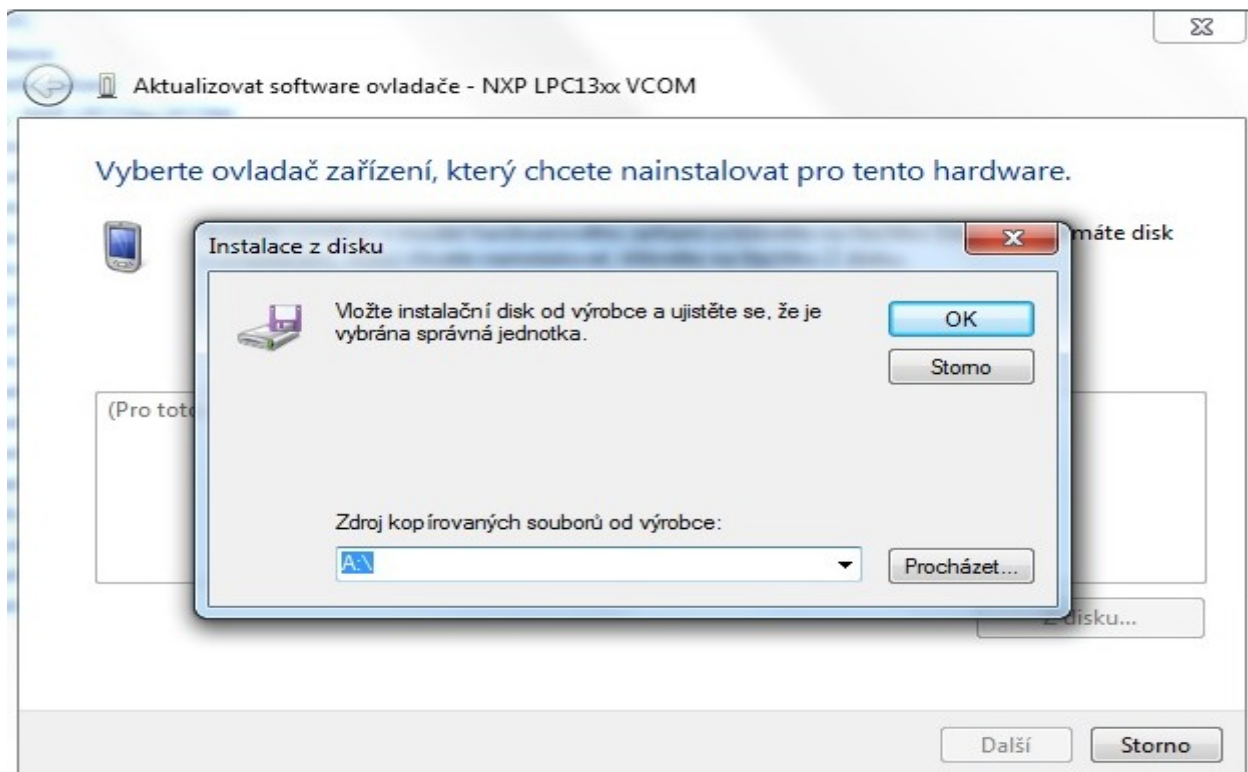 Aktualizovat software ovladače - NXP LPC13xx VCOM
Vyberte ovladač zařízení, který chcete nainstalovat pro tento hardware.
máte disk
Instalace z disku
Vložte instalační disk od výrobce a ujistěte se, že je
vybrána správná jednotka.
OK
Storno
(Pro toto
Zdroj kopírovaných souborů od výrobce:
A:\
Procházet...
Z disku...
Další
Storno